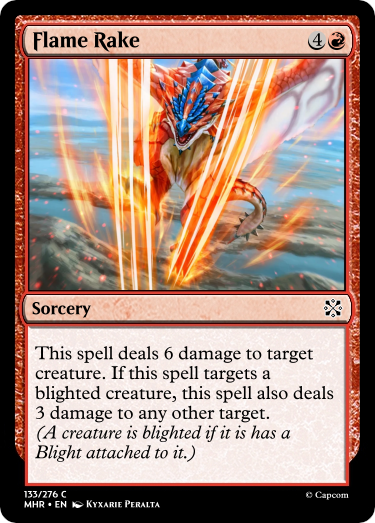 Flame Rake 4
Sorcery
This spell deals 6 damage to target
creature. If this spell targets a
blighted creature, this spell also deals
3 damage to any other target.
(A creature is blighted if it is has a
Blight attached to it.)
133/276 C
MHR • EN Kyxarie Peralta
© Capcom